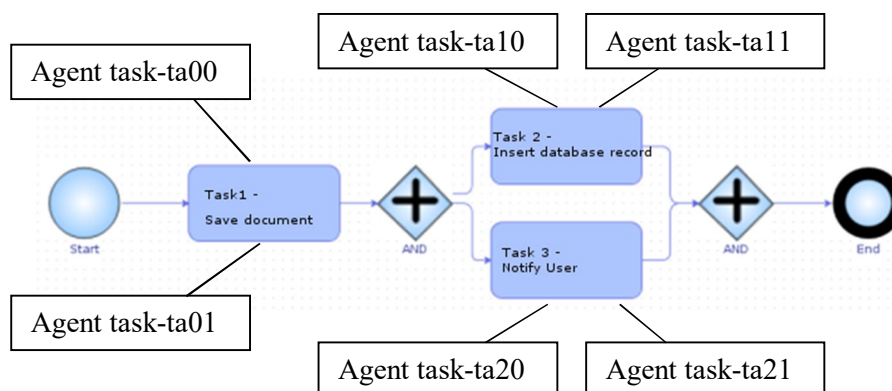 Agent task-ta10
Agent task-ta11
Agent task-ta00
Task 2 -
Insert database record
Task1 -
Save document
Start
AND
AND
End
Task 3 -
Notify User
Agent task-ta01
Agent task-ta20
Agent task-ta21